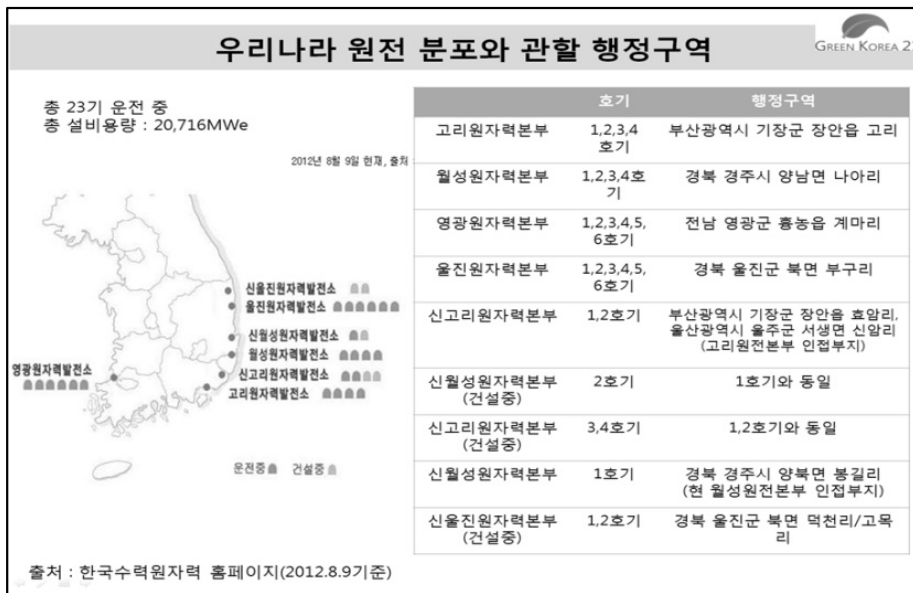 우리나라 원전 분포와 관할 행정구역
GREEN KOREA 2
총 23기 운전 중
총 설비용량 : 20,716MWe
2012년 8월 9일 현재, 출처
신울진원자력발전소
울진원자력발전소
신월성원자력발전소
월성원자력발전소
영광원자력발전소
신고리원자력발전소
고리원자력발전소
운전중 건설중
호기 행정구역
고리원자력본부 1,2,3,4 부산광역시 기장군 장안읍 고리
호기
월성원자력본부 1,2,3,4호 경북 경주시 양남면 나아리
기
영광원자력본부 1,2,3,4,5, 전남 영광군 홍농읍 계마리
6호기
울진원자력본부 1,2,3,4,5, 경북 울진군 북면 부구리
6호기
신고리원자력본부 1,2호기 부산광역시 기장군 장안읍 효암리,
울산광역시 울주군 서생면 신암리
(고리원전본부 인접부지)
신월성원자력본부 2호기 1호기와 동일
(건설중)
신고리원자력본부 3,4호기 1,2호기와 동일
(건설중)
신월성원자력본부 1호기 경북 경주시 양북면 봉길리
(현 월성원전본부 인접부지)
신울진원자력본부 1,2호기 경북 울진군 북면 덕천리/고목
(건설중) 리
출처 : 한국수력원자력 홈페이지(2012.8.9기준)